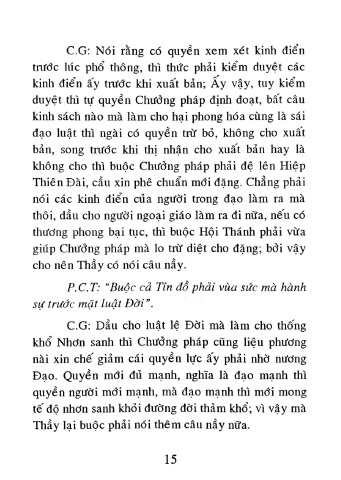 C.G: Nói rằng có quyền xem xét kinh điển
trước lúc phổ thông, thì thức phải kiểm duyệt các
kinh điển ấy trước khi xuất bản; Ấy vậy, tuy kiểm
duyệt thì tự quyền Chưởng pháp định đoạt, bất câu
kinh sách nào mà làm cho hại phong hóa cùng là sái
đạo luật thì ngài có quyền trừ bỏ, không cho xuất
bản, song trước khi thị nhận cho xuất bản hay là
không cho thì buộc Chưởng pháp phải đệ lên Hiệp
Thiên Đài, cầu xin phê chuẩn mới đặng. Chẳng phải
nói các kinh điển của người trong đạo làm ra mà
thôi, dầu cho người ngoại giáo làm ra đi nữa, nếu có
thương phong bại tục, thì buộc Hội Thánh phải vừa
giúp Chưởng pháp mà lo trừ diệt cho đặng; bởi vậy
cho nên Thầy có nói câu nầy.
P.C.T: “Buộc cả Tín đồ phải vùa sức mà hành
sự trước mặt luật Đời”.
C.G: Dầu cho luật lệ Đời mà làm cho thống
khổ Nhơn sanh thì Chưởng pháp cũng liệu phương
nài xin chế giảm cái quyền lực ấy phải nhờ nương
Đạo. Quyền mới đủ mạnh, nghĩa là đạo mạnh thì
quyền người mới mạnh, mà đạo mạnh thì mới mong
tế độ nhơn sanh khỏi đường đời thảm khổ; vì vậy mà
Thầy lại buộc phải nói thêm câu nầy nữa.
15